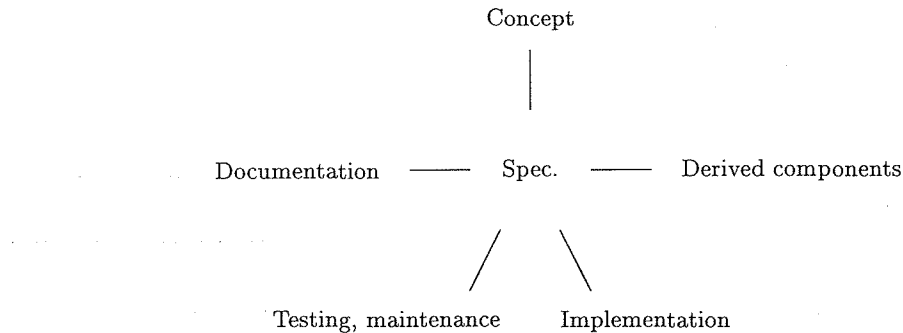 Concept
Documentation Spec. Derived components
Testing, maintenance Implementation